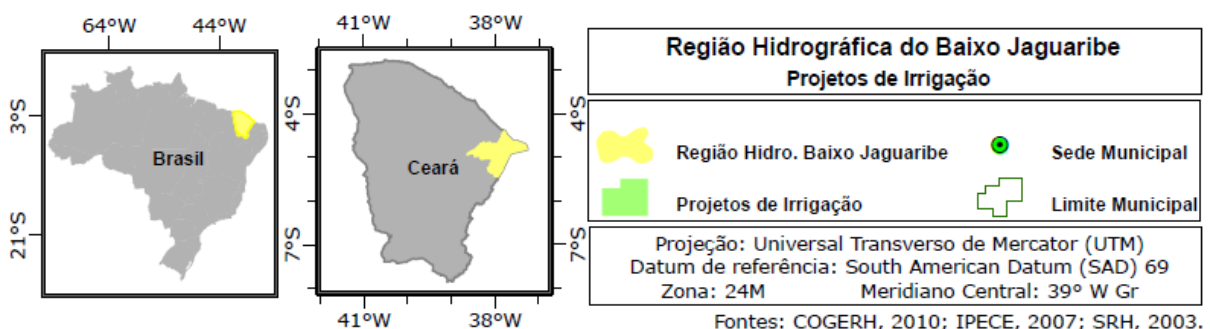 64°W 44°W
3°S
21°S
Brasil
41°W 38°W
4°S 4°S
7°S 7°S
Ceará
41°W 38°W
Região Hidrográfica do Baixo Jaguaribe
Projetos de Irrigação
Região Hidro. Baixo Jaguaribe
Sede Municipal
Projetos de Irrigação
Limite Municipal
Projeção: Universal Transverso de Mercator (UTM)
Datum de referência: South American Datum (SAD) 69
Zona: 24M Meridiano Central: 39° W Gr
Fontes: COGERH, 2010; IPECE, 2007; SRH, 2003.